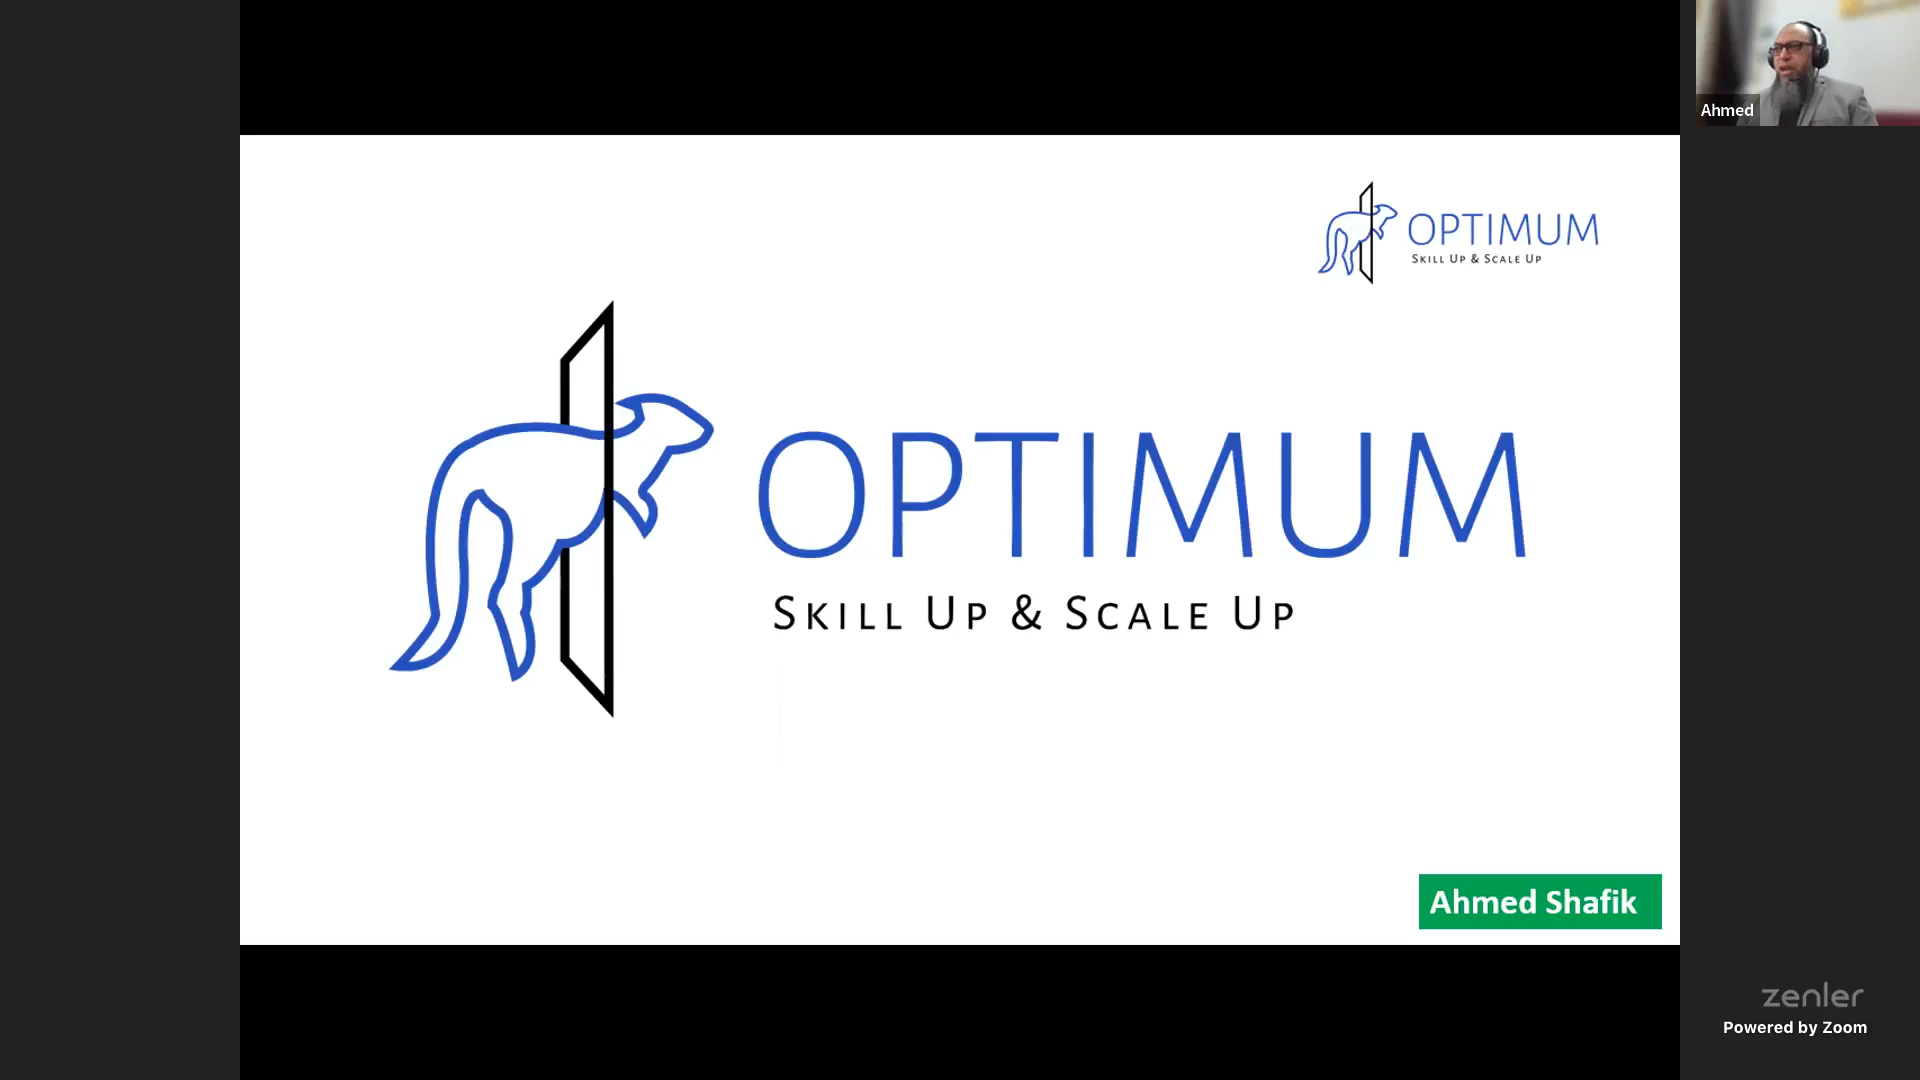 Ahmed
OPTIMUM
SKILL UP & SCALE UP
OPTIMUM
SKILL UP & SCALE UP
Ahmed Shafik
zenler
Powered by Zoom